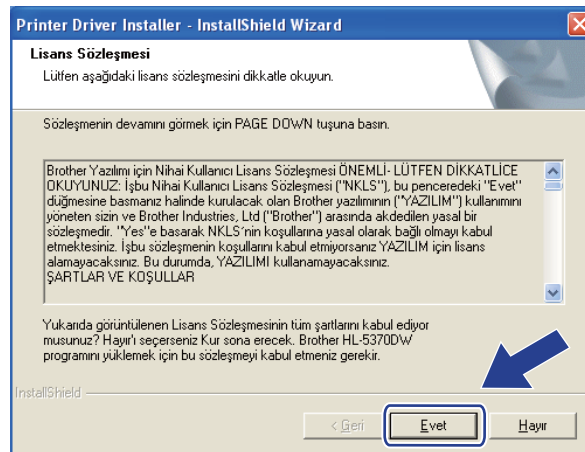 Printer Driver Installer - InstallShield Wizard
Lisans Sözleşmesi
Lütfen aşağıdaki lisans sözleşmesini dikkatle okuyun.
Sözleşmenin devamını görmek için PAGE DOWN tuşuna basın.
Brother Yazılımı için Nihai Kullanıcı Lisans Sözleşmesi ÖNEMLİ- LÜTFEN DİKKATLİCE
OKUYUNUZ: İşbu Nihai Kullanıcı Lisans Sözleşmesi ("NKLS"), bu penceredeki "Evet"
düğmesine basmanız halinde kurulacak olan Brother yazılımının ("YAZILIM") kullanımını
yöneten sizin ve Brother Industries, Ltd ("Brother") arasında akdedilen yasal bir
sözleşmedir. "Yes"e basarak NKLS'nin koşullarına yasal olarak bağlı olmayı kabul
etmektesiniz. İşbu sözleşmenin koşullarını kabul etmiyorsanız YAZILIM için lisans
alamayacaksınız. Bu durumda, YAZILIMI kullanamayacaksınız.
ŞARTLAR VE KOŞULLAR
Yukarıda görüntülenen Lisans Sözleşmesinin tüm şartlarını kabul ediyor
musunuz? Hayır'ı seçerseniz Kur sona erecek. Brother HL-5370DW
programını yüklemek için bu sözleşmeyi kabul etmeniz gerekir.
InstallShield
< Geri Evet Hayır